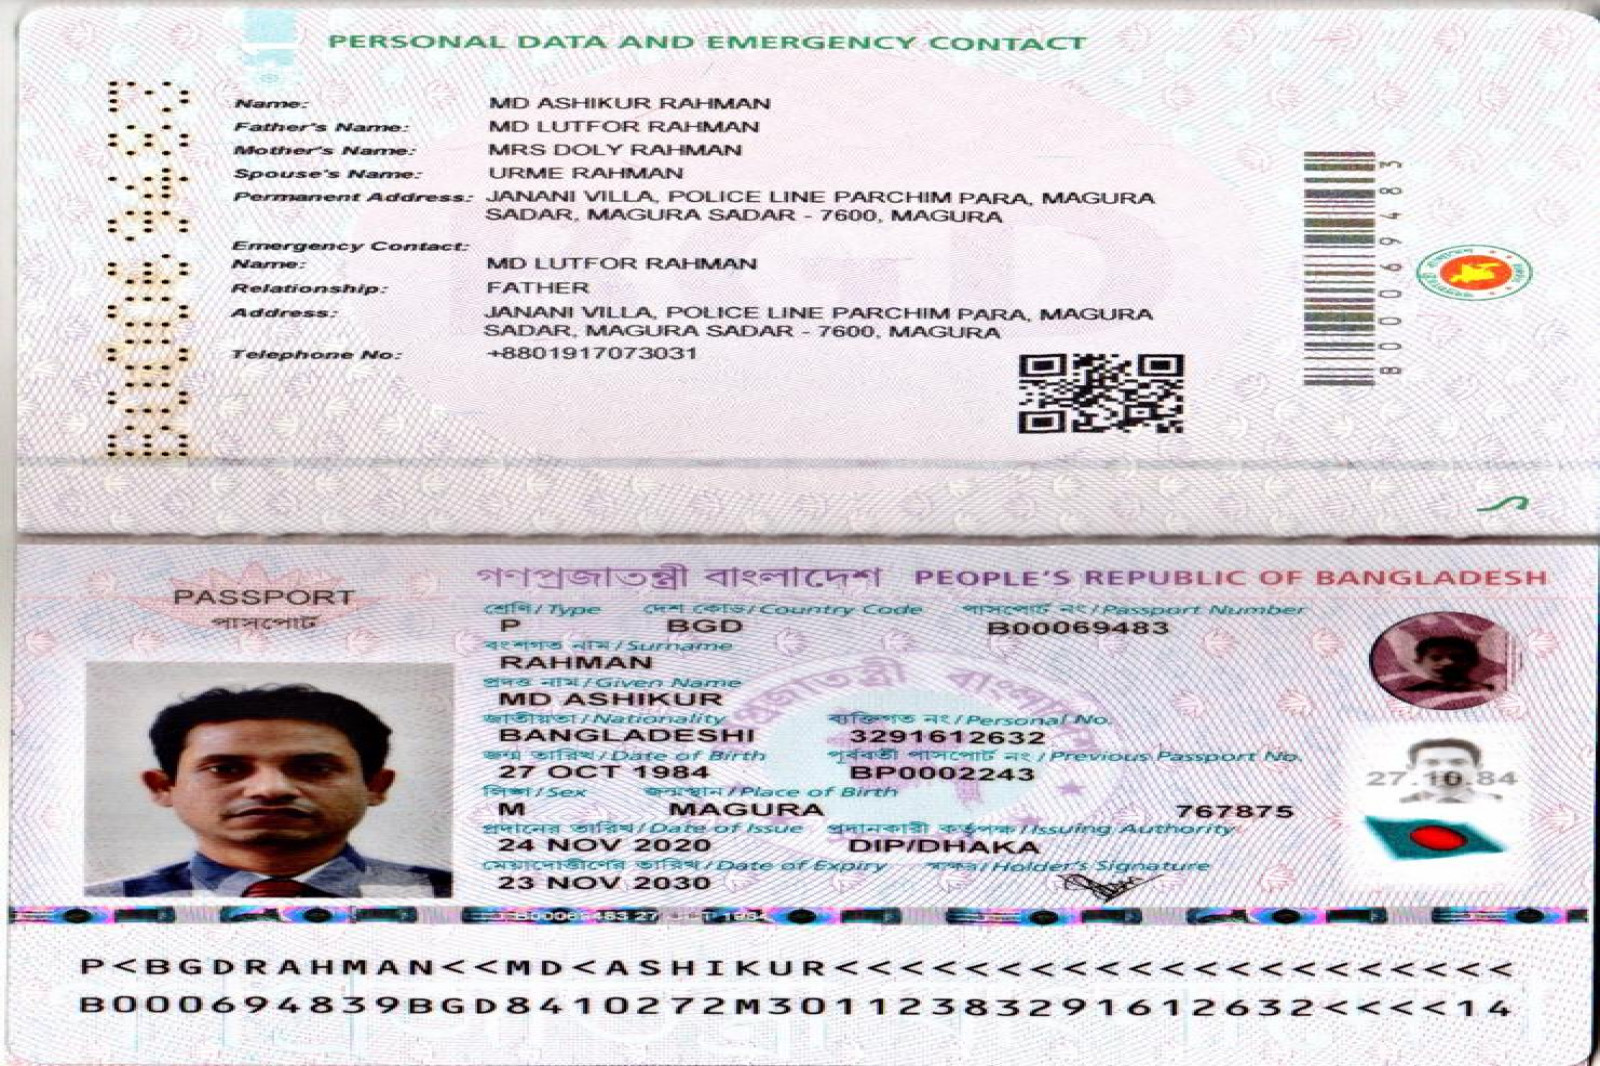 PERSONAL DATA AND EMERGENCY CONTACT
Name: MD ASHIKUR RAHMAN
Father's Name: MD LUTFOR RAHMAN
Mother's Name: MRS DOLY RAHMAN
Spouse's Name: URME RAHMAN
Permanent Address: JANANI VILLA, POLICE LINE PARCHIM PARA, MAGURA
SADAR, MAGURA SADAR - 7600, MAGURA
Emergency Contact:
Name: MD LUTFOR RAHMAN
Relationship: FATHER
Address: JANANI VILLA, POLICE LINE PARCHIM PARA, MAGURA
SADAR, MAGURA SADAR - 7600, MAGURA
Telephone No: +8801917073031
B00069483
5
গণপ্রজাতন্ত্রী বাংলাদেশ PEOPLE'S REPUBLIC OF BANGLADESH
PASSPORT
পাসপোর্ট
শ্রেণি/Type দেশ কোড/Country Code পাসপোর্ট নং/Passport Number
P BGD B00069483
বংশগত নাম/Surname
RAHMAN
প্রদত্ত নাম/Given Name
MD ASHIKUR
জাতীয়তা/Nationality ব্যক্তিগত নং/Personal No.
BANGLADESHI 3291612632
জন্ম তারিখ/Date of Birth পূর্ববর্তী পাসপোর্ট নং/Previous Passport No.
27 OCT 1984 BP0002243
27.10.84
লিঙ্গ/Sex জন্মস্থান/Place of Birth
M MAGURA 767875
প্রদানের তারিখ/Date of Issue প্রদানকারী কর্তৃপক্ষ/Issuing Authority
24 NOV 2020 DIP/DHAKA
মেয়াদোত্তীর্ণের তারিখ/Date of Expiry স্বাক্ষর/Holder's Signature
23 NOV 2030
B00069483 27 OCT 1984
P<BGDRAHMAN<<MD<ASHIKUR<<<<<<<<<<<<<<<<<<<<<
B000694839BGD8410272M30112383291612632<<<<14